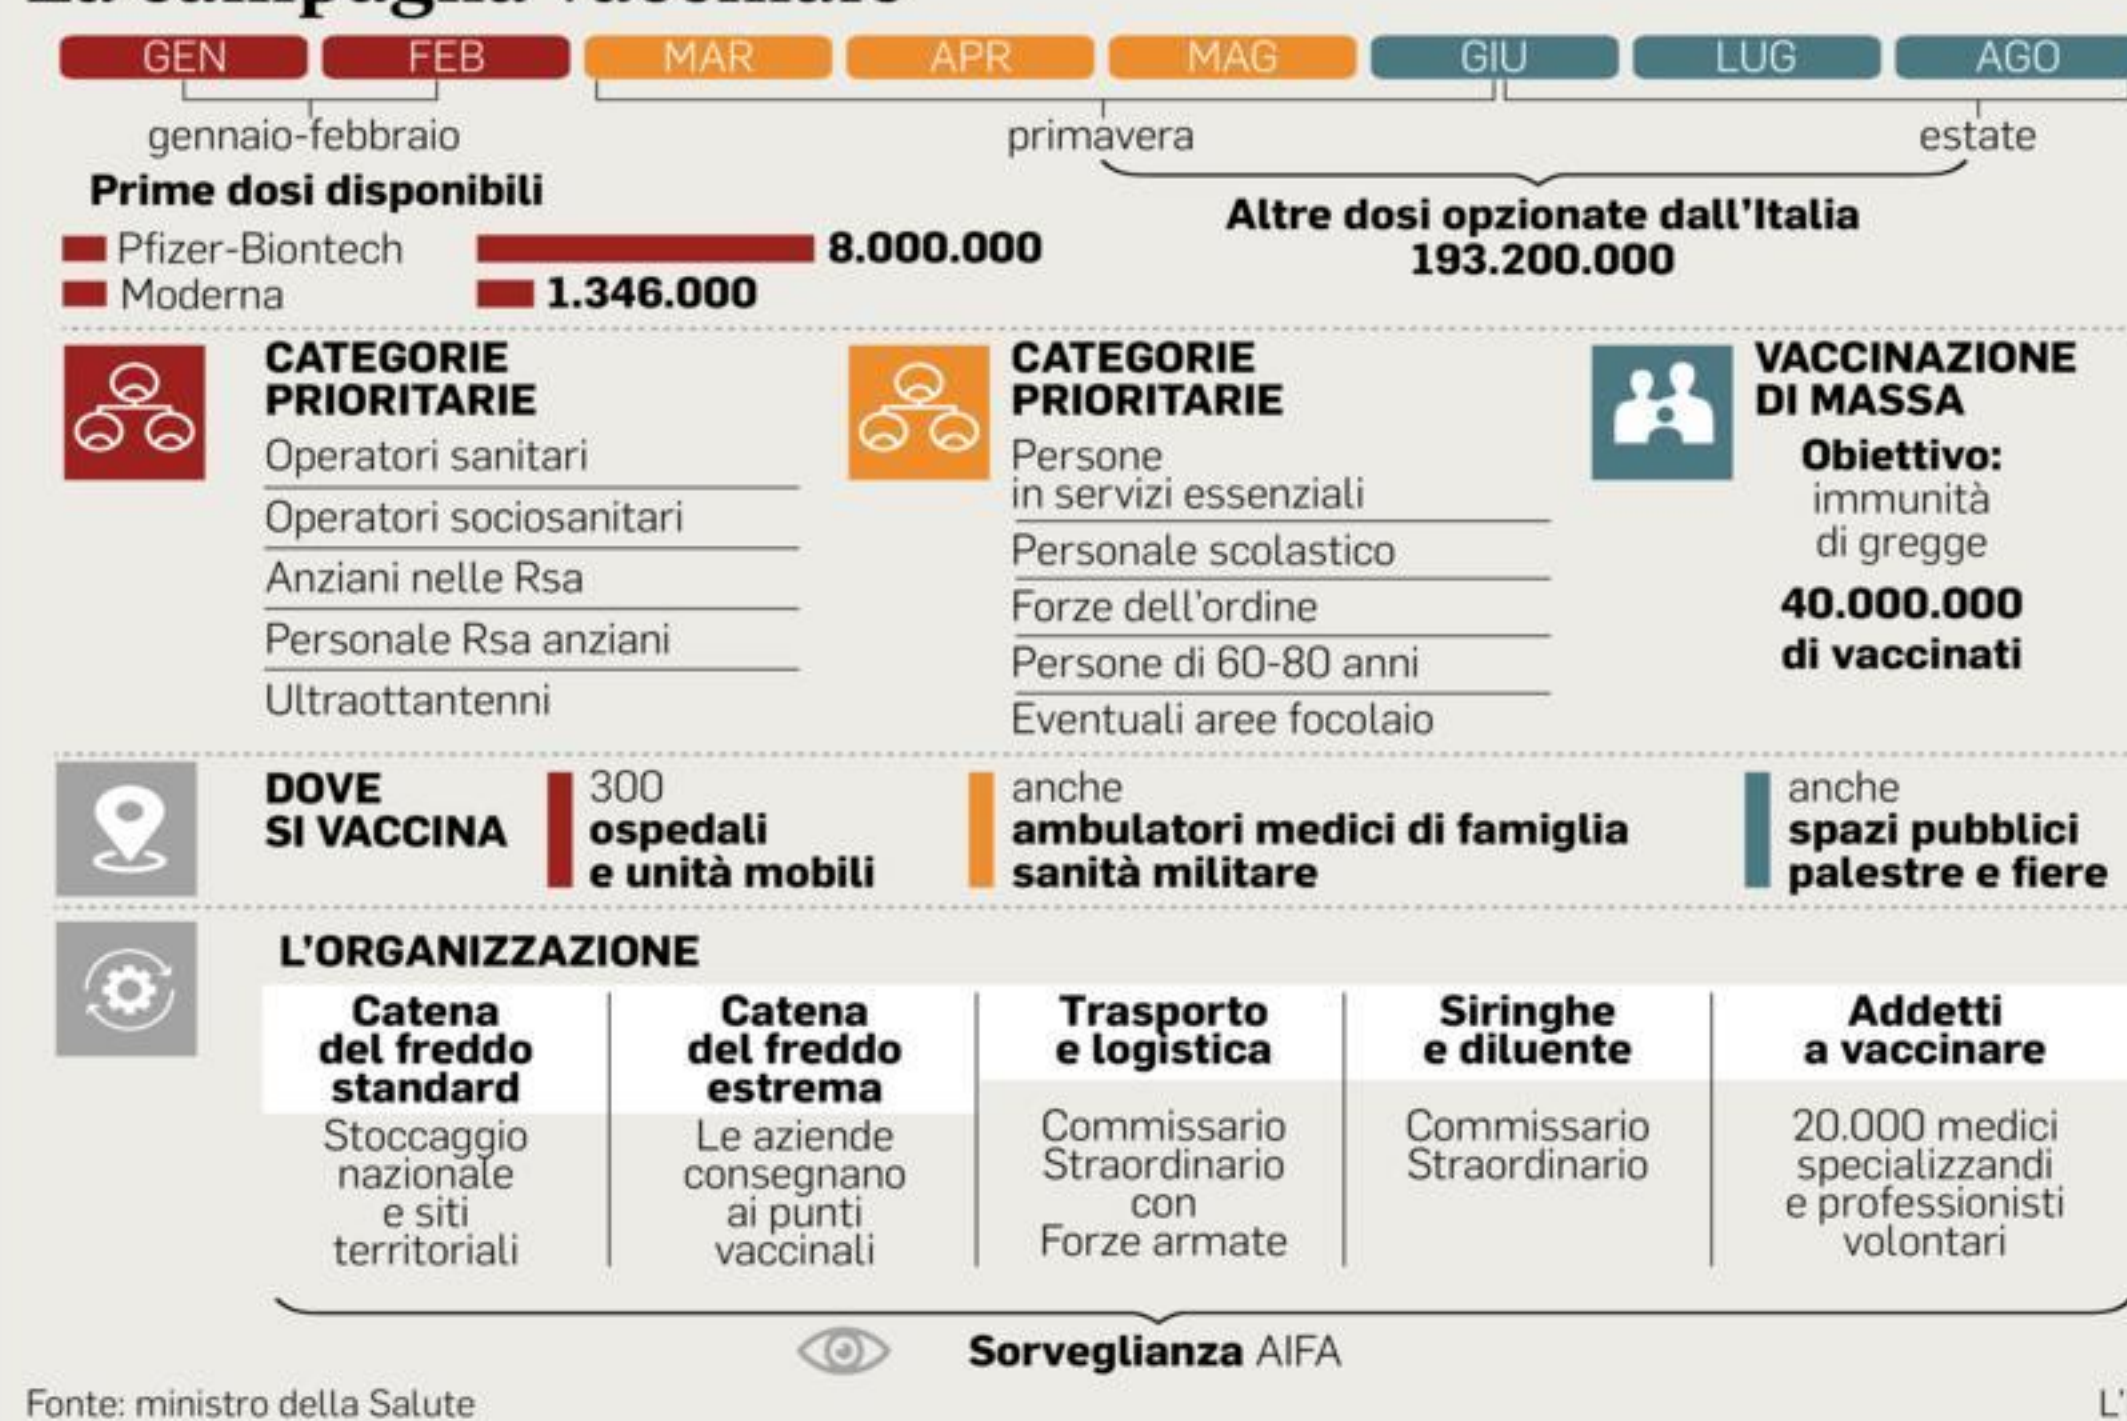 La campagna vaccinale
GEN FEB MAR APR MAG GIU LUG AGO
gennaio-febbraio
primavera
estate
Prime dosi disponibili
Pfizer-Biontech 8.000.000
Moderna 1.346.000
Altre dosi opzionate dall'Italia
193.200.000
CATEGORIE
PRIORITARIE
Operatori sanitari
Operatori sociosanitari
Anziani nelle Rsa
Personale Rsa anziani
Ultraottantenni
CATEGORIE
PRIORITARIE
Persone
in servizi essenziali
Personale scolastico
Forze dell'ordine
Persone di 60-80 anni
Eventuali aree focolaio
VACCINAZIONE
DI MASSA
Obiettivo:
immunità
di gregge
40.000.000
di vaccinati
DOVE
SI VACCINA
300
ospedali
e unità mobili
anche
ambulatori medici di famiglia
sanità militare
anche
spazi pubblici
palestre e fiere
L'ORGANIZZAZIONE
Catena
del freddo
standard
Stoccaggio
nazionale
e siti
territoriali
Catena
del freddo
estrema
Le aziende
consegnano
ai punti
vaccinali
Trasporto
e logistica
Commissario
Straordinario
con
Forze armate
Siringhe
e diluente
Commissario
Straordinario
Addetti
a vaccinare
20.000 medici
specializzandi
e professionisti
volontari
Sorveglianza AIFA
Fonte: ministro della Salute
L'